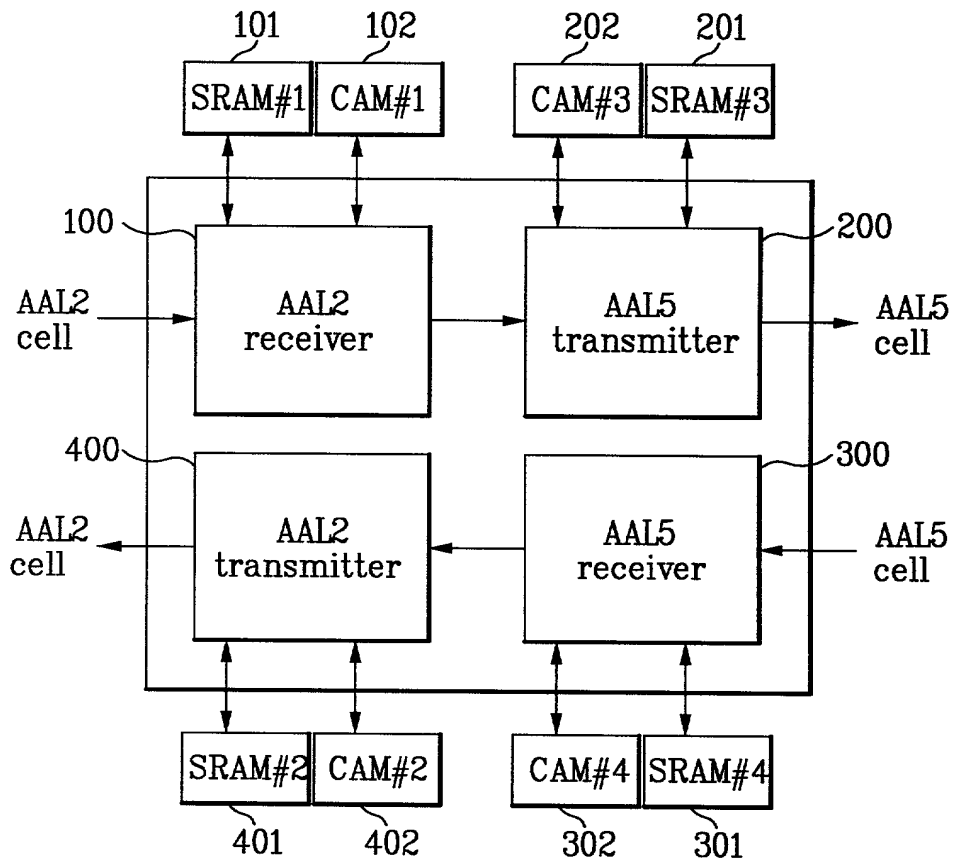 101 102 202 201
SRAM#1 CAM#1 CAM#3 SRAM#3
100 200
AAL2
cell
AAL2
receiver
AAL5
transmitter
AAL5
cell
400 300
AAL2
cell
AAL2
transmitter
AAL5
receiver
AAL5
cell
SRAM#2 CAM#2 CAM#4 SRAM#4
401 402 302 301